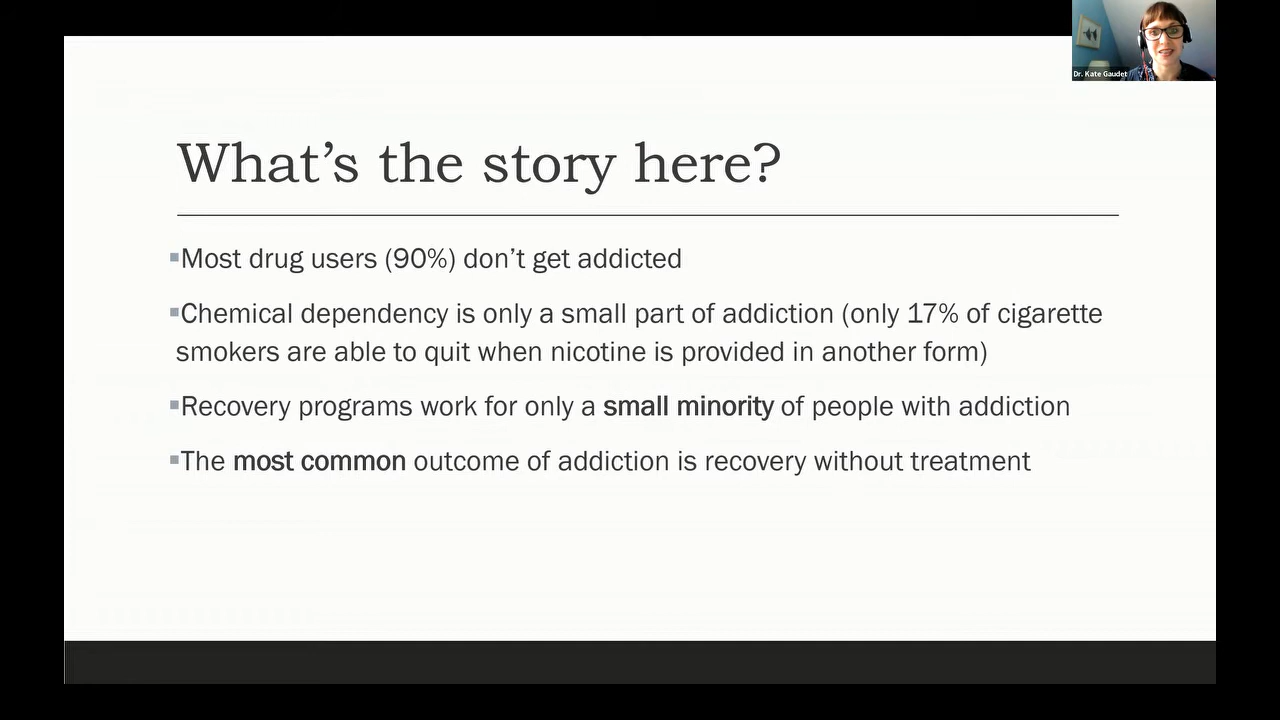 Dr. Kate Gaudet
What’s the story here?
▪Most drug users (90%) don’t get addicted
▪Chemical dependency is only a small part of addiction (only 17% of cigarette
smokers are able to quit when nicotine is provided in another form)
▪Recovery programs work for only a small minority of people with addiction
▪The most common outcome of addiction is recovery without treatment